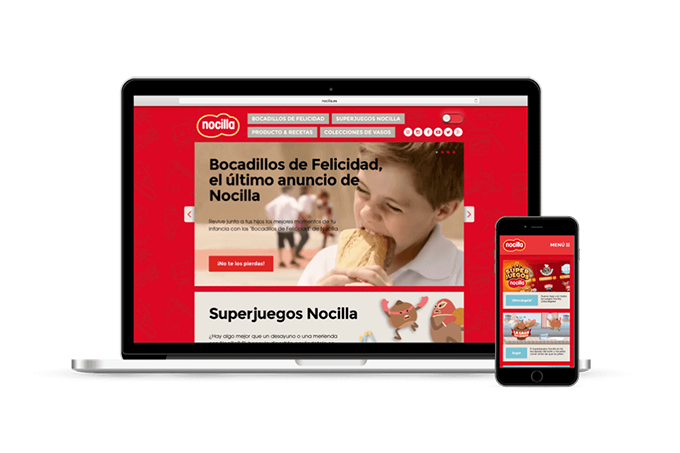 nocilla.es
nocilla
BOCADILLOS DE FELICIDAD
SUPERJUEGOS NOCILLA
PRODUCTO & RECETAS
COLECCIONES DE VASOS
Bocadillos de Felicidad,
el último anuncio de
Nocilla
Revive junto a tus hijos los mejores momentos de tu
infancia con los "Bocadillos de Felicidad" de Nocilla
¡No te los pierdas!
Superjuegos Nocilla
¿Hay algo mejor que un desayuno o una merienda
nocilla
MENÚ
SUPER
JUEGOS
nocilla